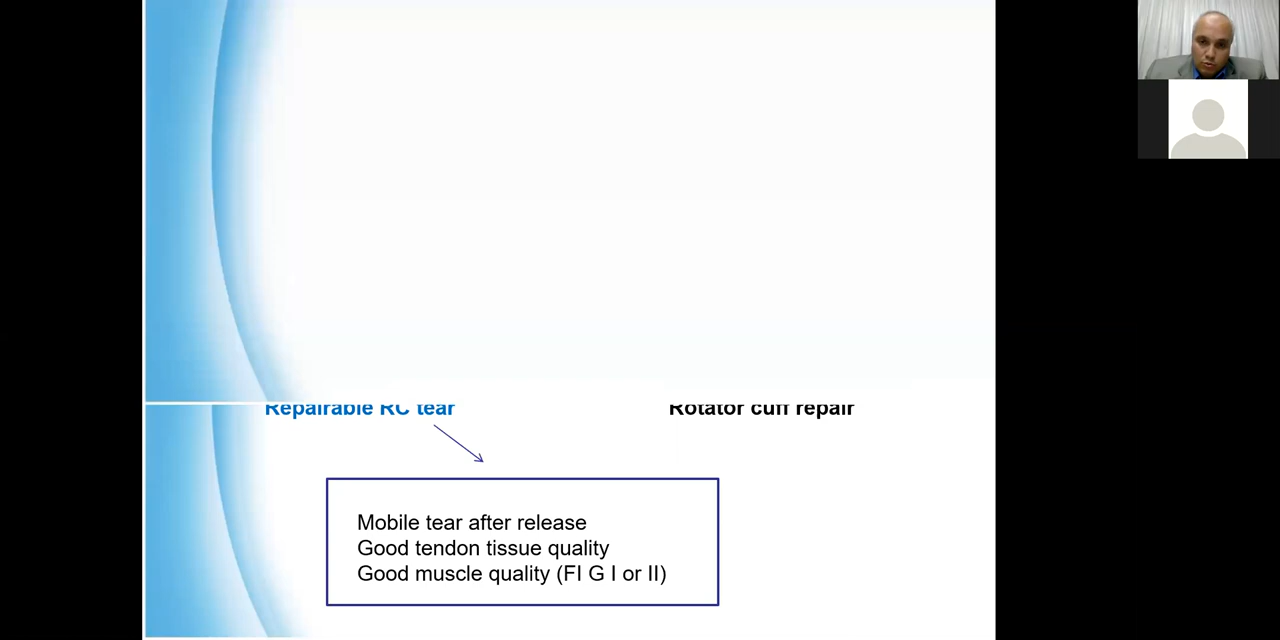 Repairable RC tear
Rotator cuff repair
Mobile tear after release
Good tendon tissue quality
Good muscle quality (FI G I or II)